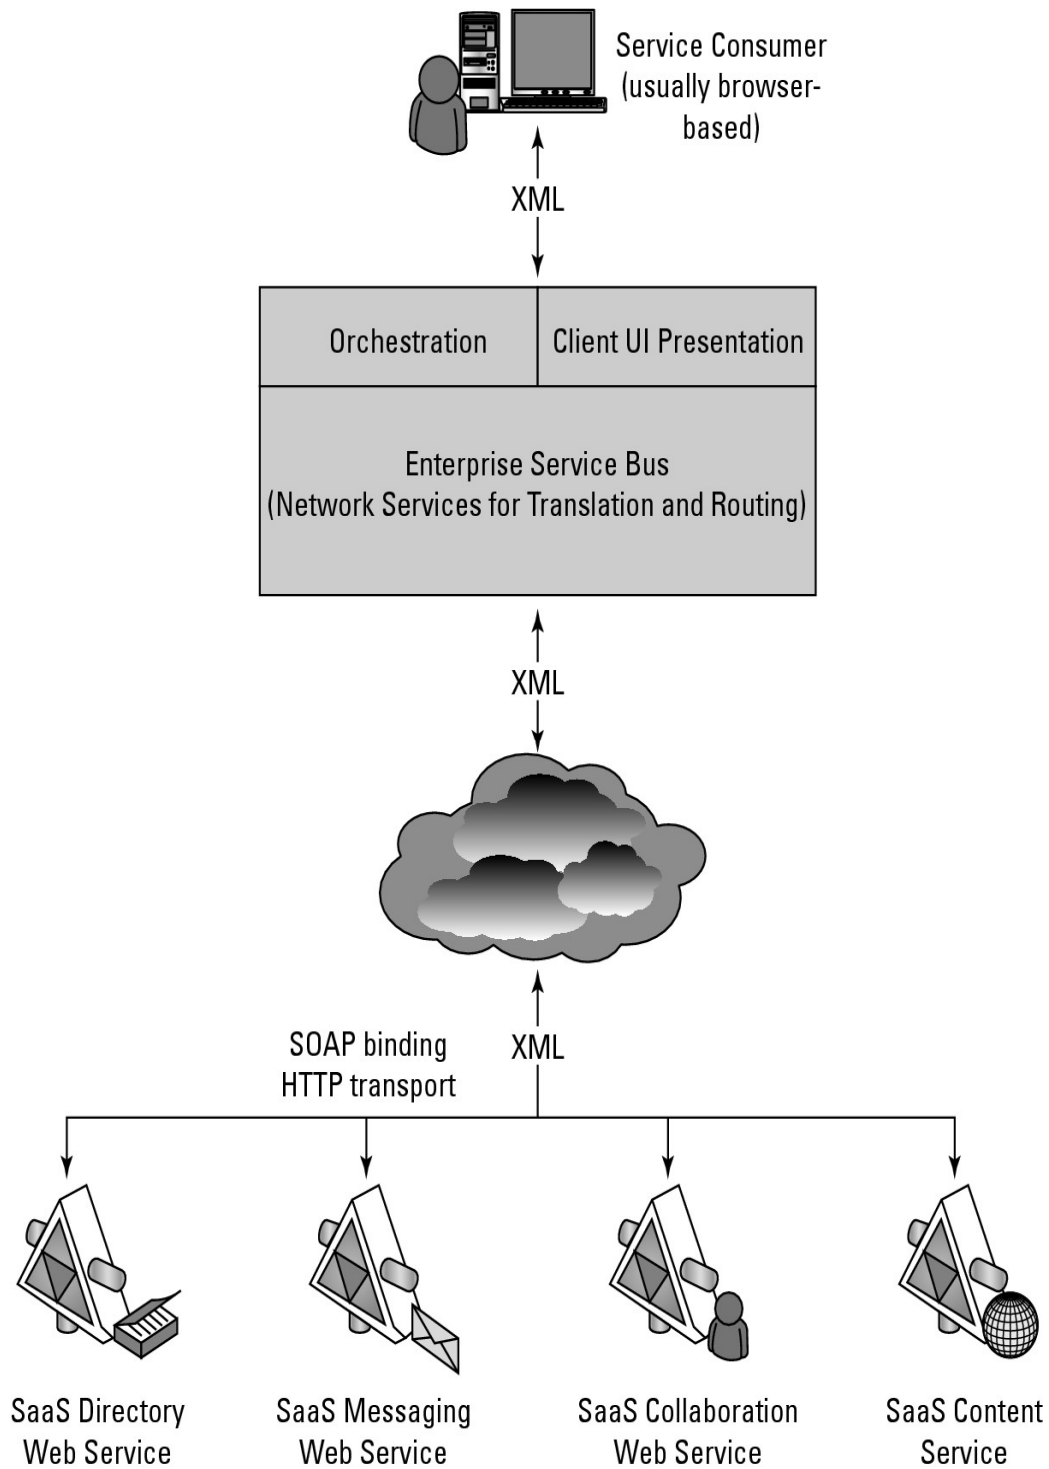 Service Consumer
(usually browser-
based)
XML
Orchestration
Client UI Presentation
Enterprise Service Bus
(Network Services for Translation and Routing)
XML
SOAP binding
HTTP transport
XML
SaaS Directory
Web Service
SaaS Messaging
Web Service
SaaS Collaboration
Web Service
SaaS Content
Service